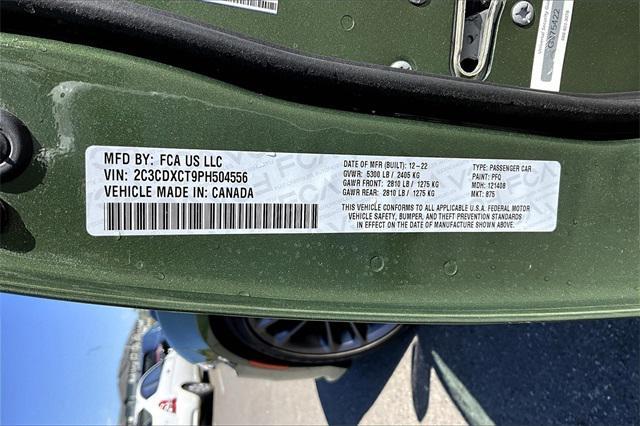 MFD BY: FCA US LLC
VIN: 2C3CDXCT9PH504556
VEHICLE MADE IN: CANADA
DATE OF MFR (BUILT): 12-22
GVWR: 5300 LB / 2405 KG
GAWR FRONT: 2810 LB / 1275 KG
GAWR REAR: 2810 LB / 1275 KG
TYPE: PASSENGER CAR
PAINT: PFQ
MDH: 121408
MKT: 875
THIS VEHICLE CONFORMS TO ALL APPLICABLE U.S.A. FEDERAL MOTOR
VEHICLE SAFETY, BUMPER, AND THEFT PREVENTION STANDARDS
IN EFFECT ON THE DATE OF MANUFACTURE SHOWN ABOVE.